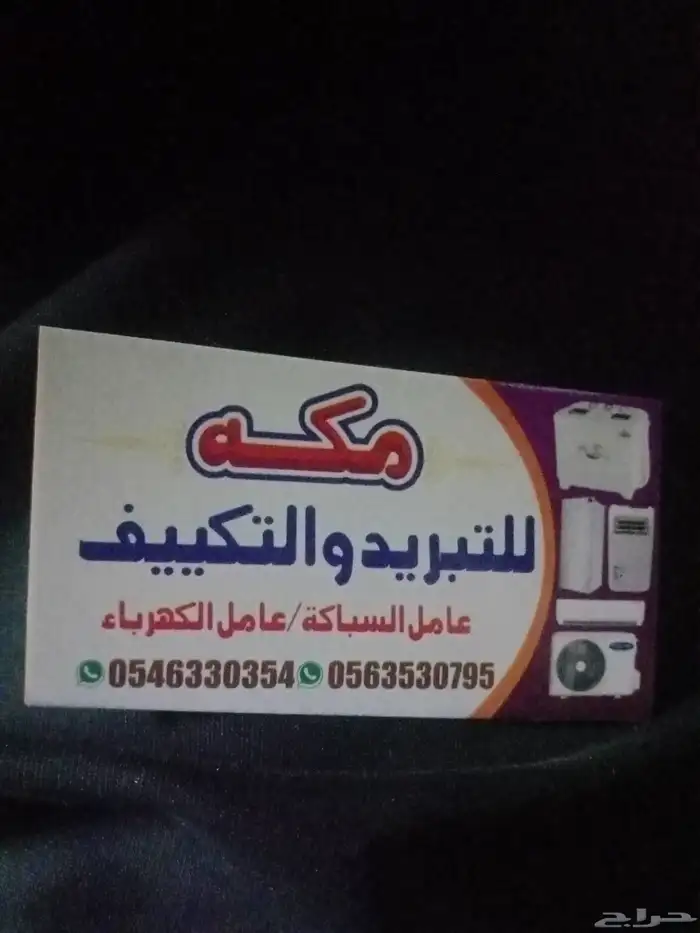 مكه
للتبريد والتكييف
عامل السباكة/عامل الكهرباء
0546330354 0563530795
حراج